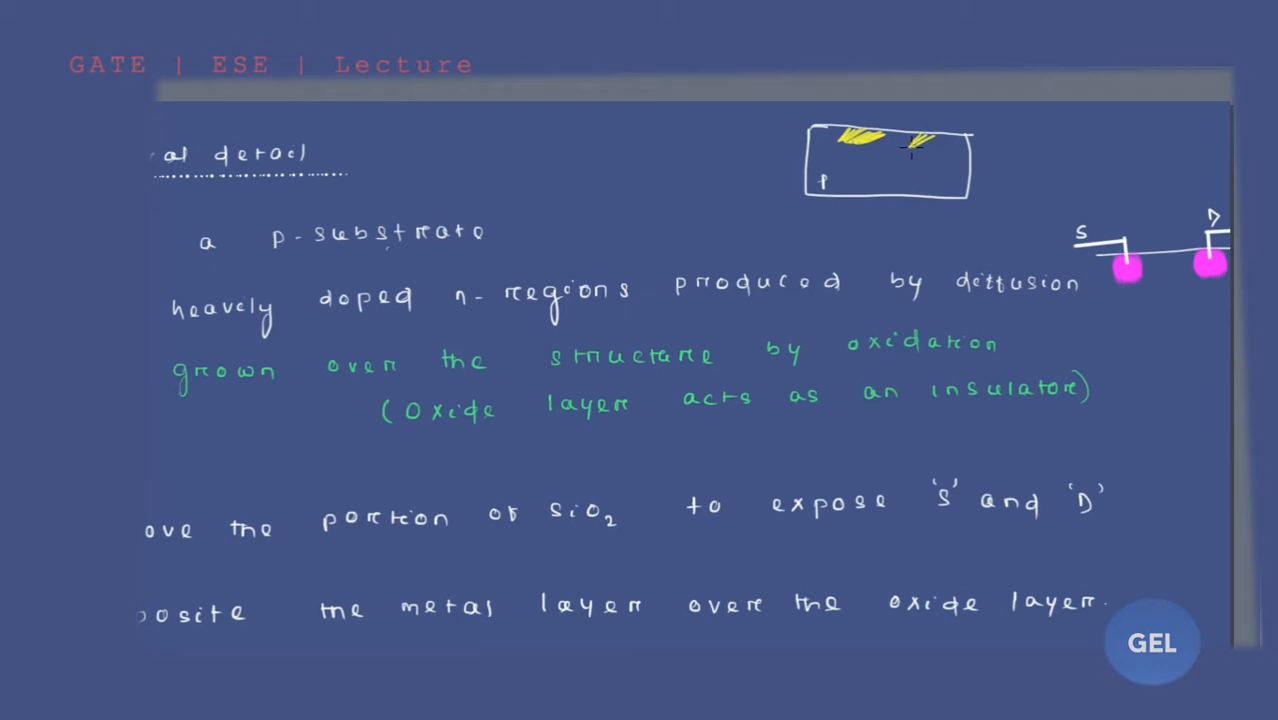 GATE | ESE | Lecture
al detail
P
S
D
a p-substrate
heavely doped n-regions produced by diffusion
grown over the structure by oxidation
(Oxide layer acts as an insulator)
ove the portion of SiO2 to expose 'S' and 'D'
posite the metal layer over the oxide layer.
GEL